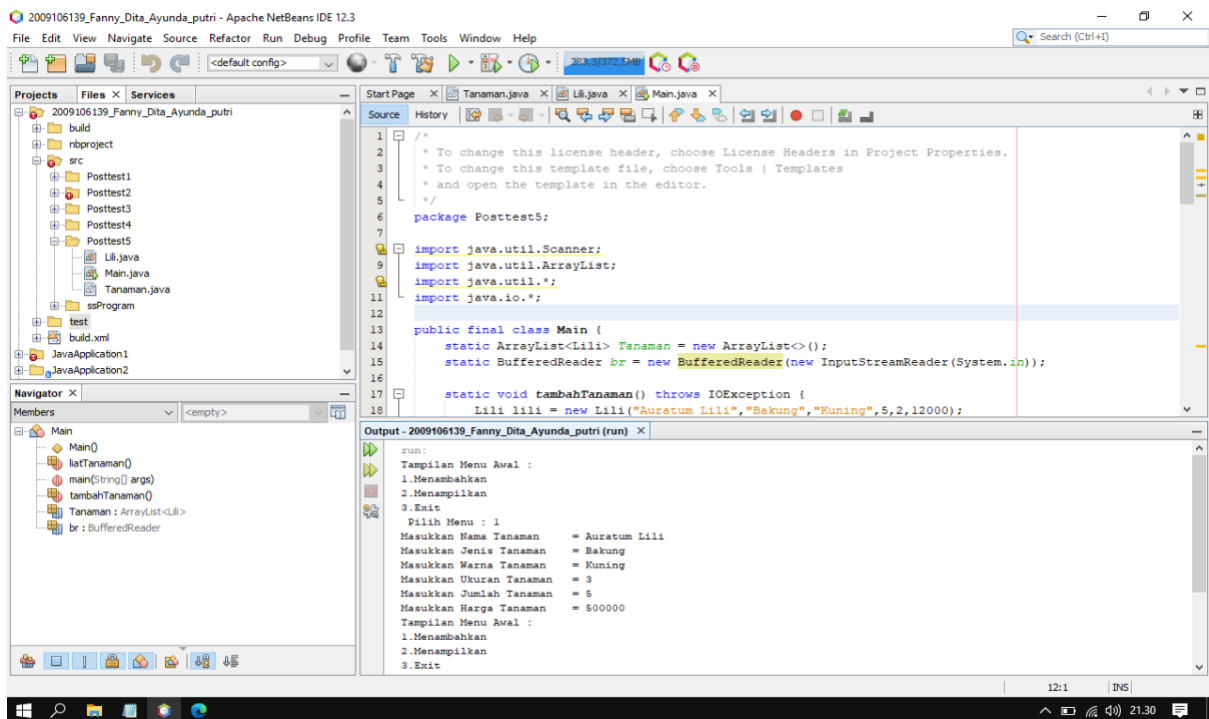 2009106139_Fanny_Dita_Ayunda_putri - Apache NetBeans IDE 12.3
File Edit View Navigate Source Refactor Run Debug Profile Team Tools Window Help
Search (Ctrl+I)
<default config>
283,3/372,5MB
Projects Files Services
2009106139_Fanny_Dita_Ayunda_putri
build
nbproject
src
Posttest1
Posttest2
Posttest3
Posttest4
Posttest5
Lili.java
Main.java
Tanaman.java
ssProgram
test
build.xml
JavaApplication1
JavaApplication2
Navigator
Members <empty>
Main
Main()
liatTanaman()
main(String[] args)
tambahTanaman()
Tanaman : ArrayList<Lili>
br : BufferedReader
Start Page Tanaman.java Lili.java Main.java
Source History
1 /*
2 * To change this license header, choose License Headers in Project Properties.
3 * To change this template file, choose Tools | Templates
4 * and open the template in the editor.
5 */
6 package Posttest5;
7
import java.util.Scanner;
9 import java.util.ArrayList;
import java.util.*;
11 import java.io.*;
12
13 public final class Main {
14 static ArrayList<Lili> Tanaman = new ArrayList<>();
15 static BufferedReader br = new BufferedReader(new InputStreamReader(System.in));
16
17 static void tambahTanaman() throws IOException {
18 Lili lili = new Lili("Auratum Lili","Bakung","Kuning",5,2,12000);
Output - 2009106139_Fanny_Dita_Ayunda_putri (run)
run:
Tampilan Menu Awal :
1.Menambahkan
2.Menampilkan
3.Exit
Pilih Menu : 1
Masukkan Nama Tanaman = Auratum Lili
Masukkan Jenis Tanaman = Bakung
Masukkan Warna Tanaman = Kuning
Masukkan Ukuran Tanaman = 3
Masukkan Jumlah Tanaman = 5
Masukkan Harga Tanaman = 500000
Tampilan Menu Awal :
1.Menambahkan
2.Menampilkan
3.Exit
12:1 INS
21.30